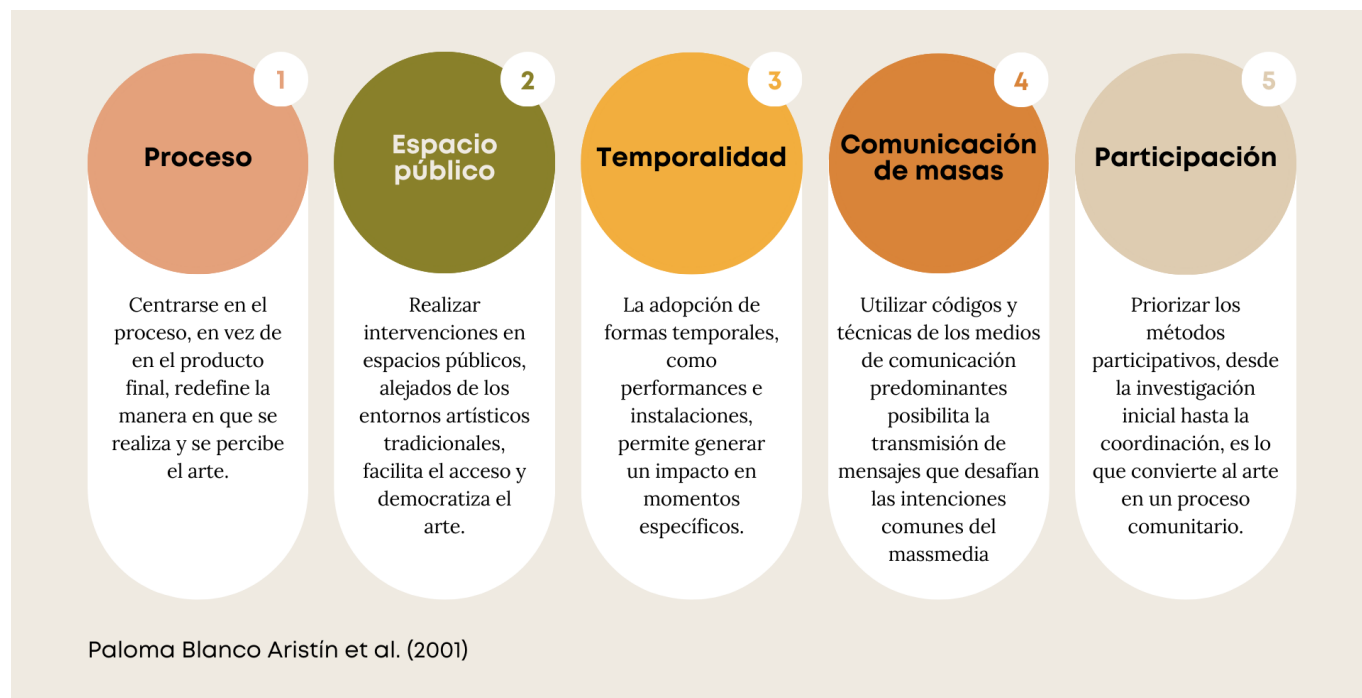 1
Proceso
Centrarse en el
proceso, en vez de
en el producto
final, redefine la
manera en que se
realiza y se percibe
el arte.
2
Espacio
público
Realizar
intervenciones en
espacios públicos,
alejados de los
entornos artísticos
tradicionales,
facilita el acceso y
democratiza el
arte.
3
Temporalidad
La adopción de
formas temporales,
como
performances e
instalaciones,
permite generar
un impacto en
momentos
específicos.
4
Comunicación
de masas
Utilizar códigos y
técnicas de los medios
de comunicación
predominantes
posibilita la
transmisión de
mensajes que desafían
las intenciones
comunes del
massmedia
5
Participación
Priorizar los
métodos
participativos, desde
la investigación
inicial hasta la
coordinación, es lo
que convierte al arte
en un proceso
comunitario.
Paloma Blanco Aristín et al. (2001)